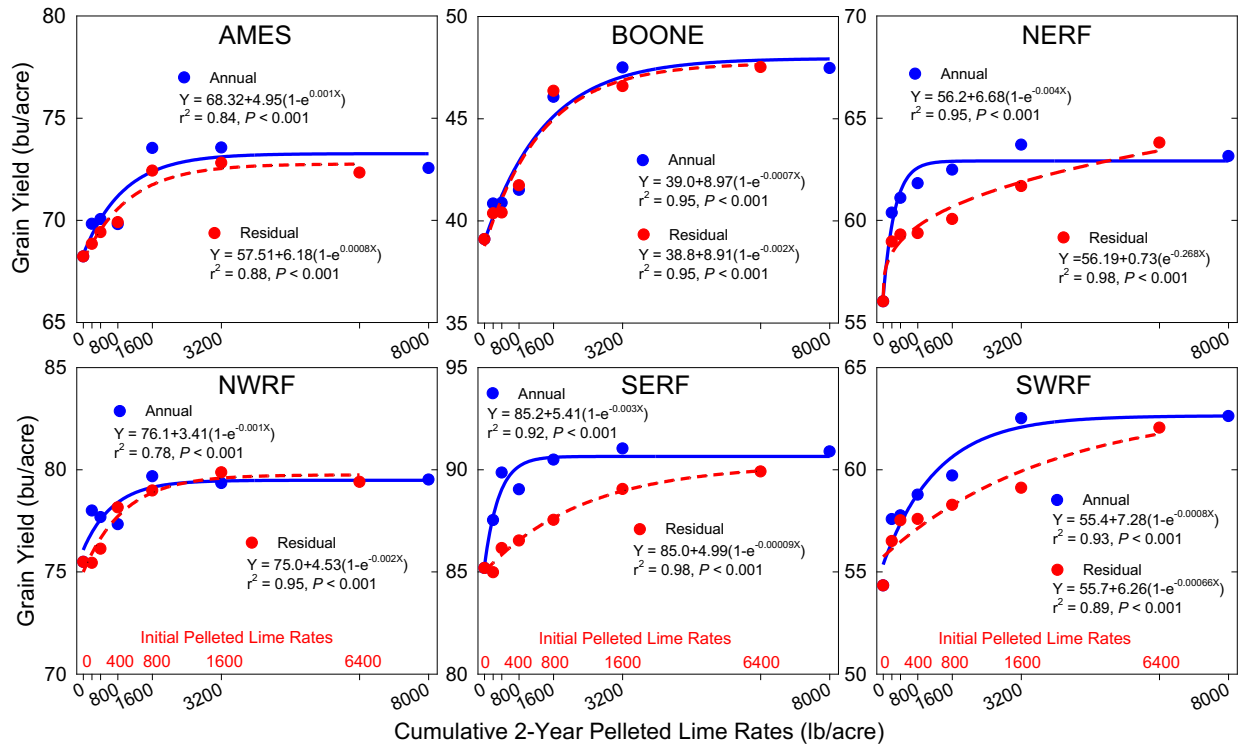 AMES
80
75
70
65
Grain Yield (bu/acre)
Annual
Y = 68.32+4.95(1-e^0.001X)
r² = 0.84, P < 0.001
Residual
Y = 57.51+6.18(1-e^0.0008X)
r² = 0.88, P < 0.001
0 800 1600 3200 8000
BOONE
50
45
40
35
Annual
Y = 39.0+8.97(1-e^-0.0007X)
r² = 0.95, P < 0.001
Residual
Y = 38.8+8.91(1-e^-0.002X)
r² = 0.95, P < 0.001
0 800 1600 3200 8000
NERF
70
65
60
55
Annual
Y = 56.2+6.68(1-e^-0.004X)
r² = 0.95, P < 0.001
Residual
Y =56.19+0.73(e^-0.268X)
r² = 0.98, P < 0.001
0 800 1600 3200 8000
NWRF
85
80
75
70
Grain Yield (bu/acre)
Annual
Y = 76.1+3.41(1-e^-0.001X)
r² = 0.78, P < 0.001
Residual
Y = 75.0+4.53(1-e^-0.002X)
r² = 0.95, P < 0.001
Initial Pelleted Lime Rates
0 400 800 1600 6400
0 800 1600 3200 8000
SERF
95
90
85
80
Annual
Y = 85.2+5.41(1-e^-0.003X)
r² = 0.92, P < 0.001
Residual
Y = 85.0+4.99(1-e^-0.00009X)
r² = 0.98, P < 0.001
Initial Pelleted Lime Rates
0 400 800 1600 6400
0 800 1600 3200 8000
SWRF
65
60
55
50
Annual
Y = 55.4+7.28(1-e^-0.0008X)
r² = 0.93, P < 0.001
Residual
Y = 55.7+6.26(1-e^-0.00066X)
r² = 0.89, P < 0.001
Initial Pelleted Lime Rates
0 400 800 1600 6400
0 800 1600 3200 8000
Cumulative 2-Year Pelleted Lime Rates (lb/acre)